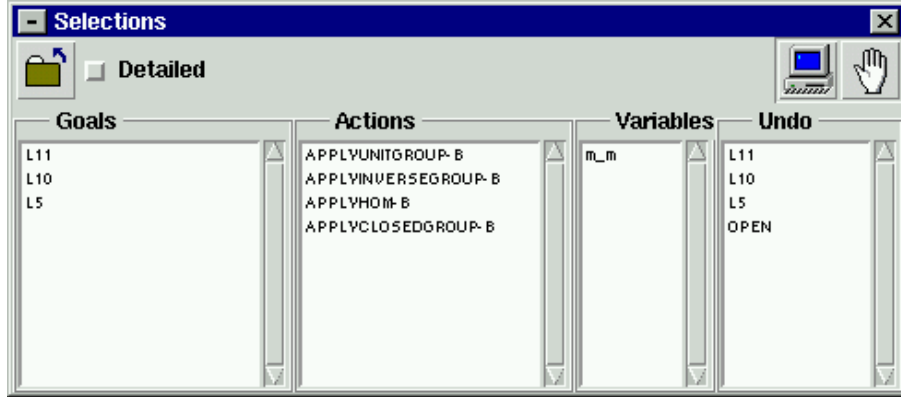 Selections
Detailed
Goals
L11
L10
L5
Actions
APPLYUNITGROUP-B
APPLYINVERSEGROUP-B
APPLYHOM-B
APPLYCLOSEDGROUP-B
Variables
m_m
Undo
L11
L10
L5
OPEN